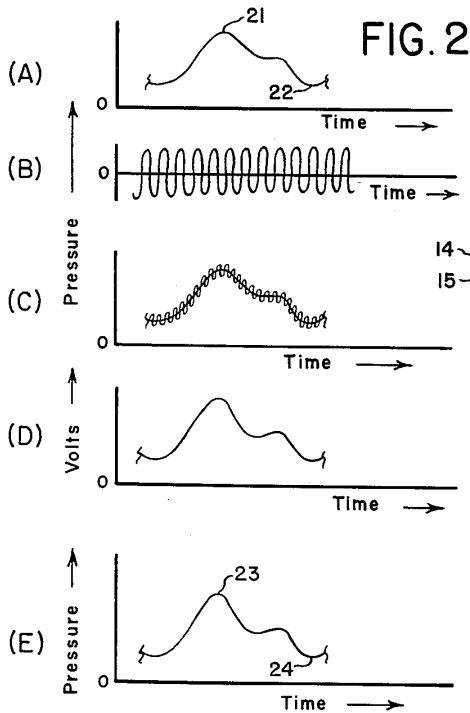 FIG. 2
(A)
21
22
0
Time
(B)
0
Time
Pressure
(C)
14
15
0
Time
(D)
Volts
0
Time
(E)
23
24
Pressure
0
Time